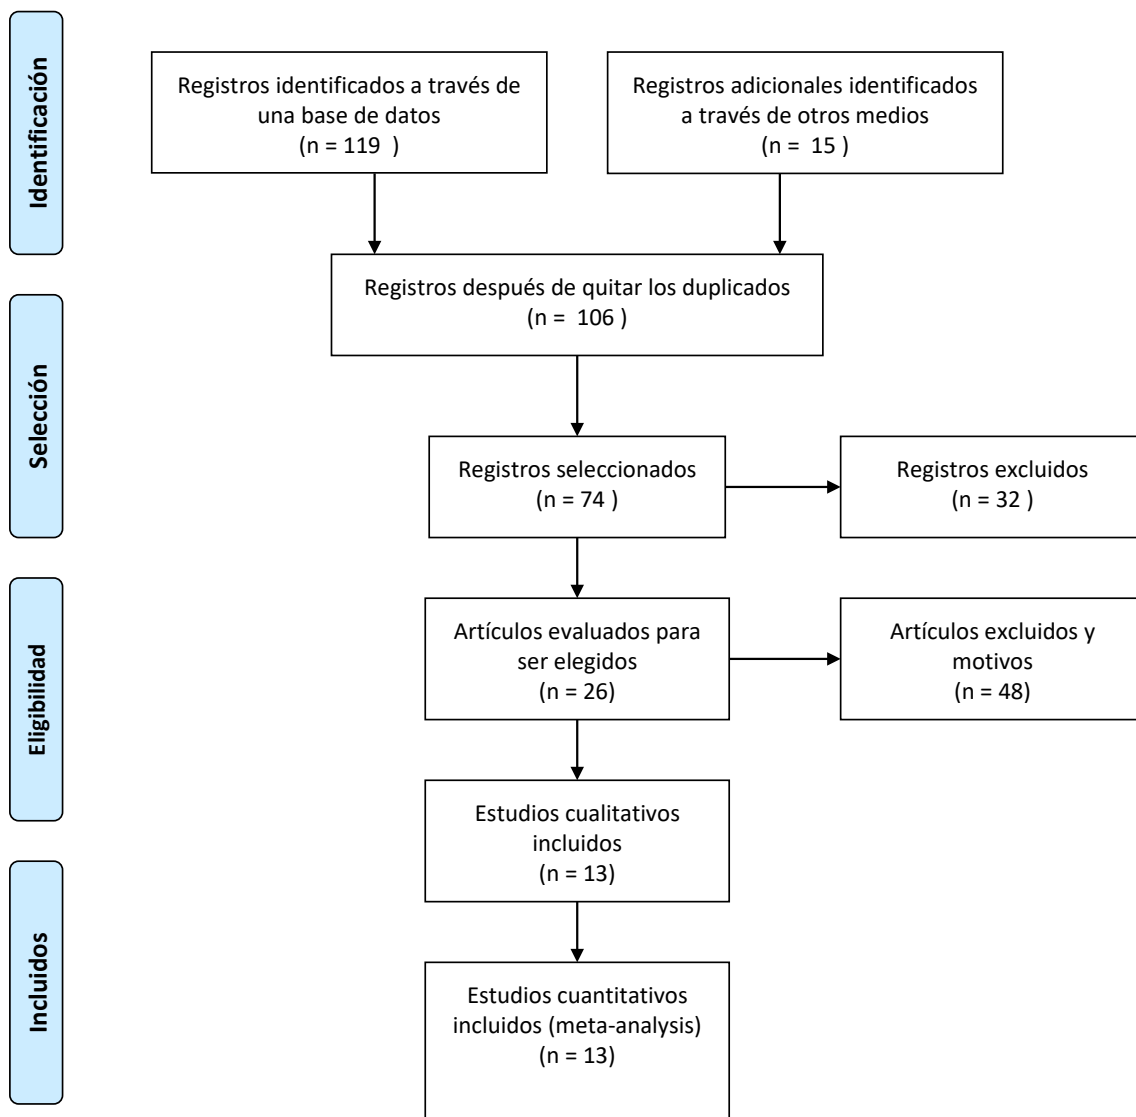 Identificación
Registros identificados a través de
una base de datos
(n = 119 )
Registros adicionales identificados
a través de otros medios
(n = 15 )
Registros después de quitar los duplicados
(n = 106 )
Selección
Registros seleccionados
(n = 74 )
Registros excluidos
(n = 32 )
Eligibilidad
Artículos evaluados para
ser elegidos
(n = 26)
Artículos excluidos y
motivos
(n = 48)
Estudios cualitativos
incluidos
(n = 13)
Incluidos
Estudios cuantitativos
incluidos (meta-analysis)
(n = 13)